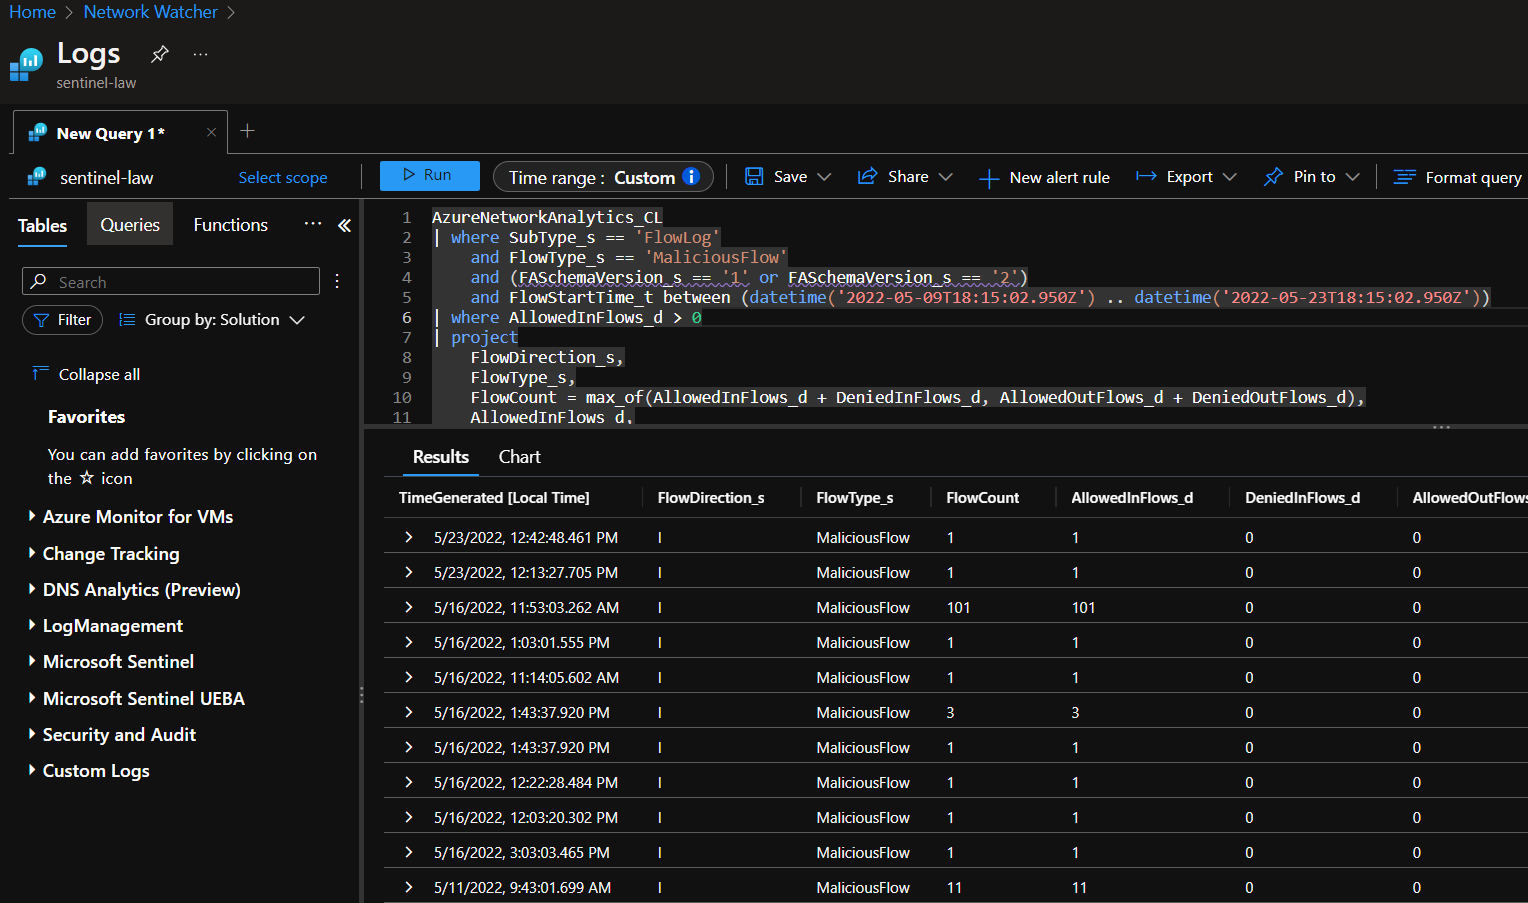 Home > Network Watcher >
Logs
...
sentinel-law
New Query 1*
sentinel-law
Select scope
Run
Time range : Custom
Save
Share
New alert rule
Export
Pin to
Format query
Tables
Queries
Functions
...
Search
Filter
Group by: Solution
Collapse all
Favorites
You can add favorites by clicking on
the ☆ icon
Azure Monitor for VMs
Change Tracking
DNS Analytics (Preview)
LogManagement
Microsoft Sentinel
Microsoft Sentinel UEBA
Security and Audit
Custom Logs
1 AzureNetworkAnalytics_CL
2 | where SubType_s == 'FlowLog'
3 and FlowType_s == 'MaliciousFlow'
4 and (FASchemaVersion_s == '1' or FASchemaVersion_s == '2')
5 and FlowStartTime_t between (datetime('2022-05-09T18:15:02.950Z') .. datetime('2022-05-23T18:15:02.950Z'))
6 | where AllowedInFlows_d > 0
7 | project
8 FlowDirection_s,
9 FlowType_s,
10 FlowCount = max_of(AllowedInFlows_d + DeniedInFlows_d, AllowedOutFlows_d + DeniedOutFlows_d),
11 AllowedInFlows_d,
Results
Chart
TimeGenerated [Local Time] FlowDirection_s FlowType_s FlowCount AllowedInFlows_d DeniedInFlows_d AllowedOutFlows
5/23/2022, 12:42:48.461 PM I MaliciousFlow 1 1 0 0
5/23/2022, 12:13:27.705 PM I MaliciousFlow 1 1 0 0
5/16/2022, 11:53:03.262 AM I MaliciousFlow 101 101 0 0
5/16/2022, 1:03:01.555 PM I MaliciousFlow 1 1 0 0
5/16/2022, 11:14:05.602 AM I MaliciousFlow 1 1 0 0
5/16/2022, 1:43:37.920 PM I MaliciousFlow 3 3 0 0
5/16/2022, 1:43:37.920 PM I MaliciousFlow 1 1 0 0
5/16/2022, 12:22:28.484 PM I MaliciousFlow 1 1 0 0
5/16/2022, 12:03:20.302 PM I MaliciousFlow 1 1 0 0
5/16/2022, 3:03:03.465 PM I MaliciousFlow 1 1 0 0
5/11/2022, 9:43:01.699 AM I MaliciousFlow 11 11 0 0